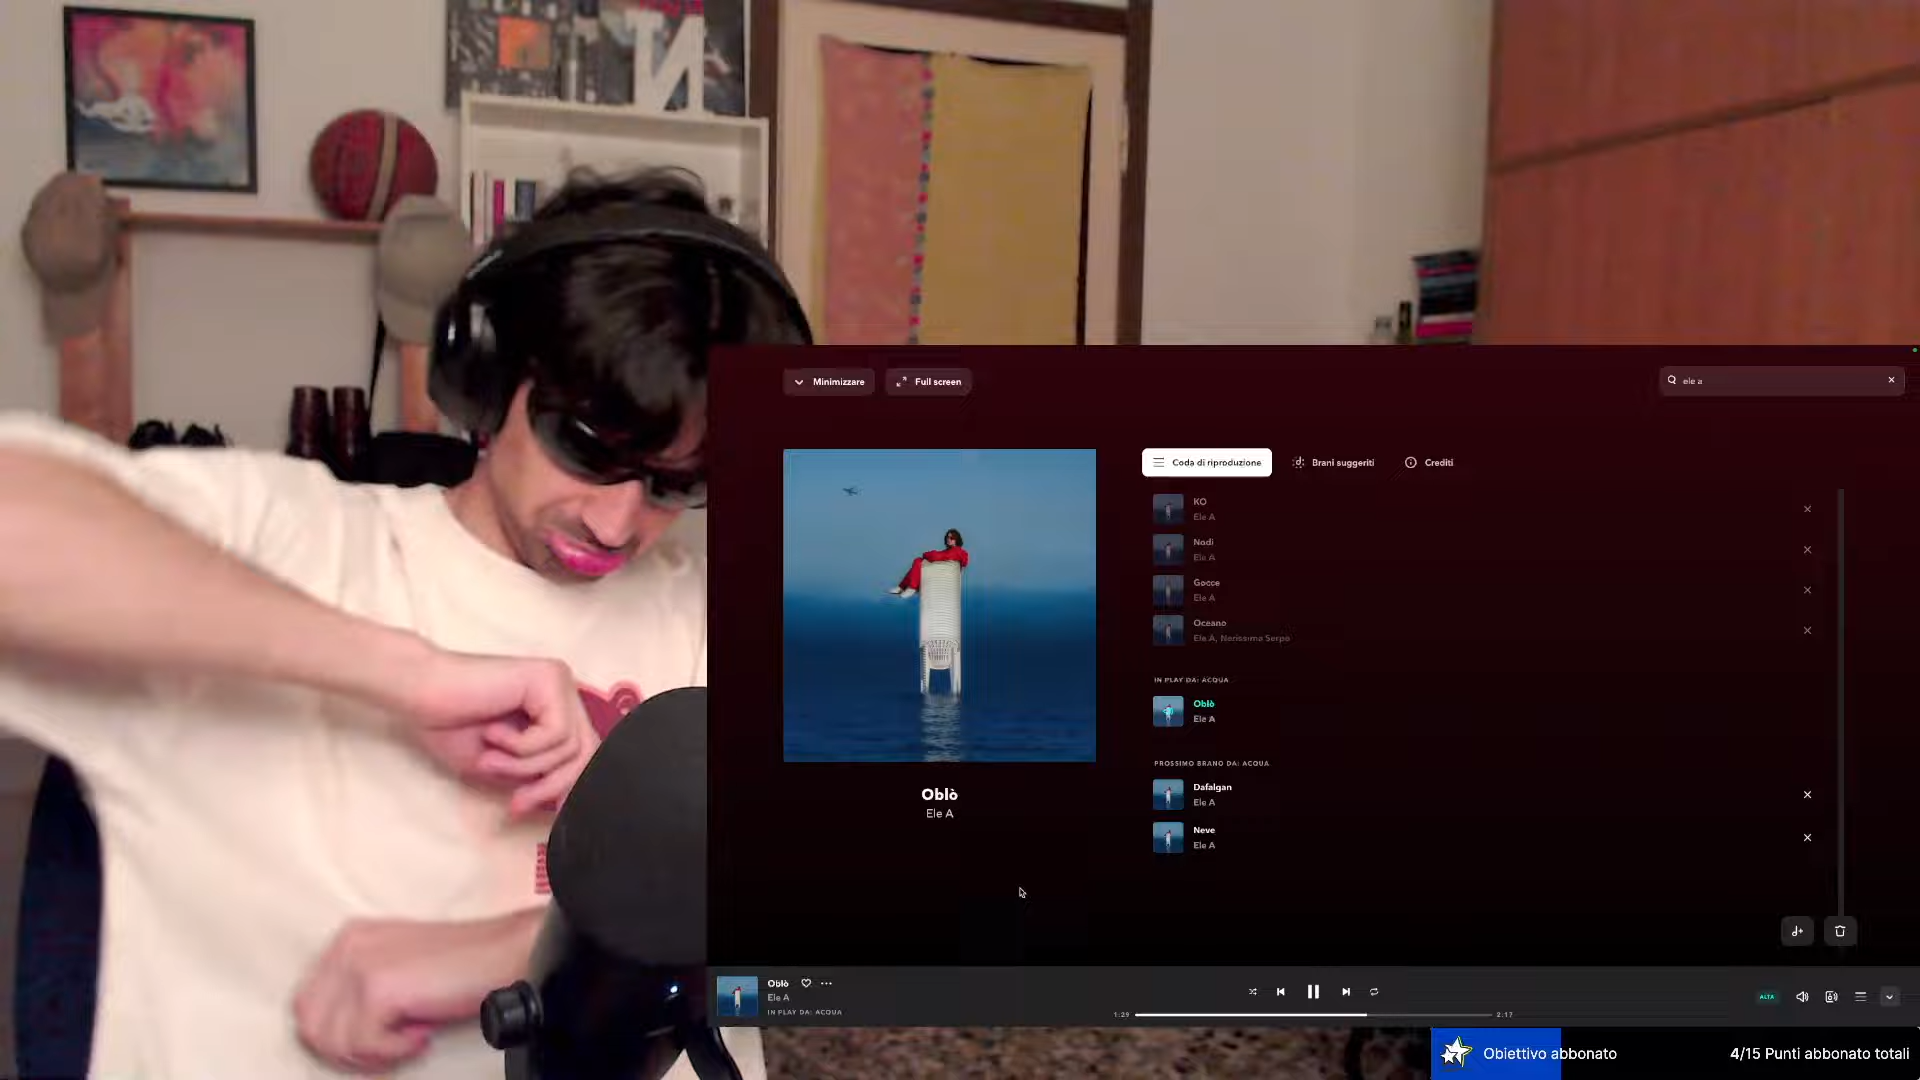 N
Minimizzare
Full screen
ele a
Coda di riproduzione
Brani suggeriti
Crediti
KO
Ele A
Nodi
Ele A
Gocce
Ele A
Oceano
Ele A, Nerissima Serpe
IN PLAY DA: ACQUA
Oblò
Ele A
PROSSIMO BRANO DA: ACQUA
Dafalgan
Ele A
Neve
Ele A
Oblò
Ele A
Oblò
Ele A
IN PLAY DA: ACQUA
1:29
2:17
ALTA
Obiettivo abbonato
4/15 Punti abbonato totali